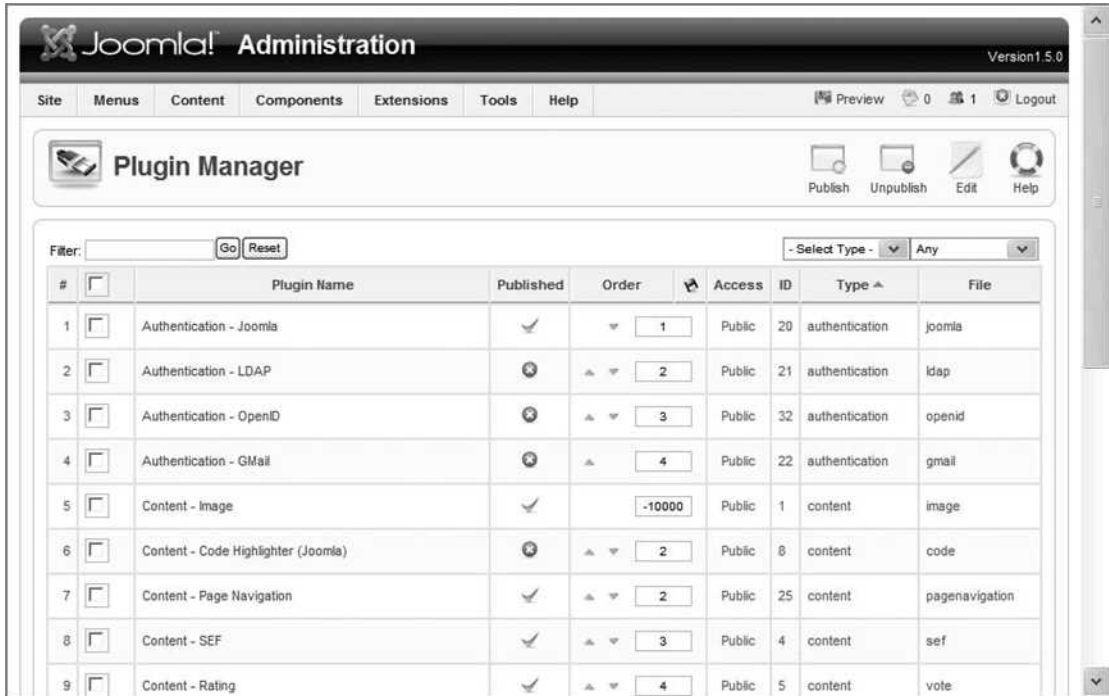 Joomla! Administration
Version1.5.0
Site Menus Content Components Extensions Tools Help Preview 0 1 Logout
Plugin Manager
Publish Unpublish Edit Help
Filter: Go Reset - Select Type - Any
# Plugin Name Published Order Access ID Type File
1 Authentication - Joomla 1 Public 20 authentication joomla
2 Authentication - LDAP 2 Public 21 authentication ldap
3 Authentication - OpenID 3 Public 32 authentication openid
4 Authentication - GMail 4 Public 22 authentication gmail
5 Content - Image -10000 Public 1 content image
6 Content - Code Highlighter (Joomla) 2 Public 8 content code
7 Content - Page Navigation 2 Public 25 content pagenavigation
8 Content - SEF 3 Public 4 content sef
9 Content - Rating 4 Public 5 content vote